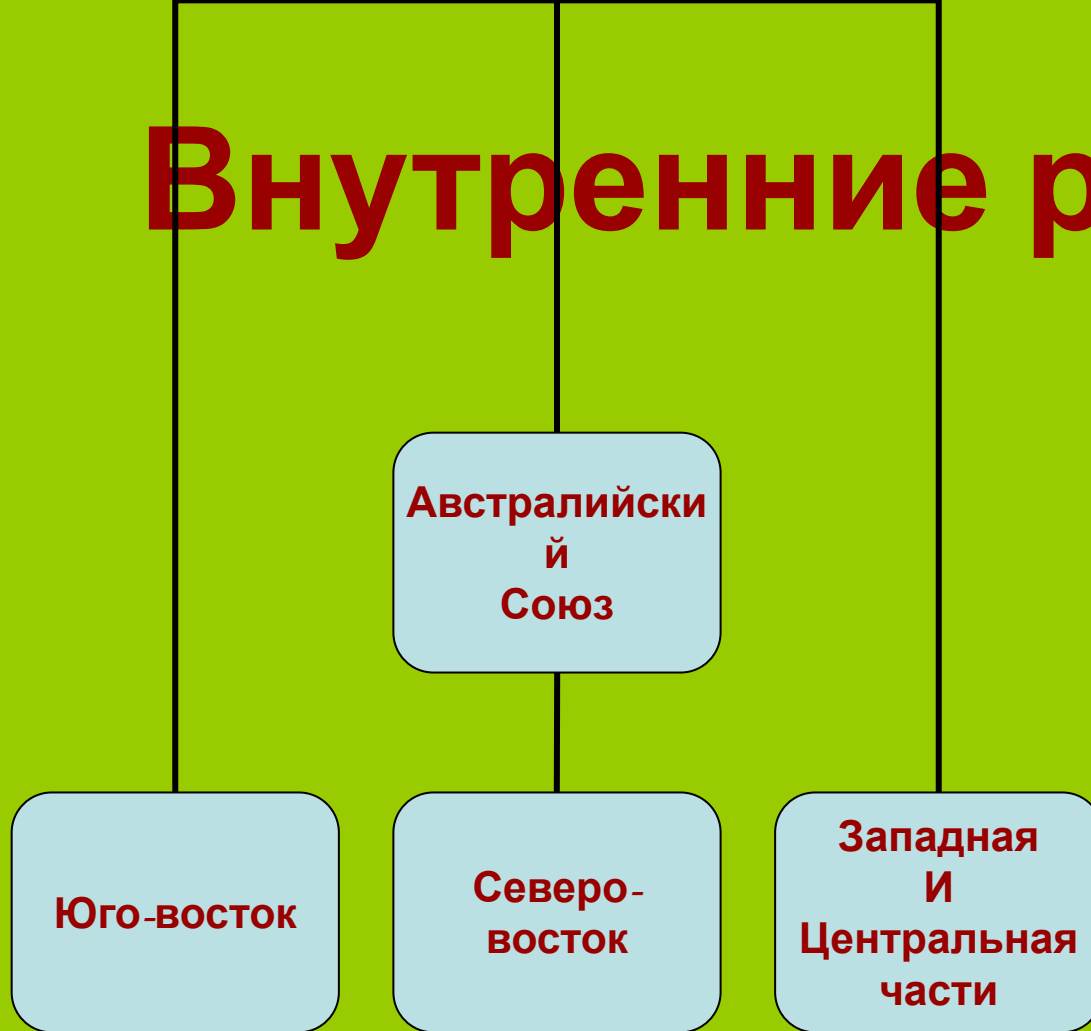 Внутренние р
Австралийски
й
Союз
Юго-восток
Северо-
восток
Западная
И
Центральная
части